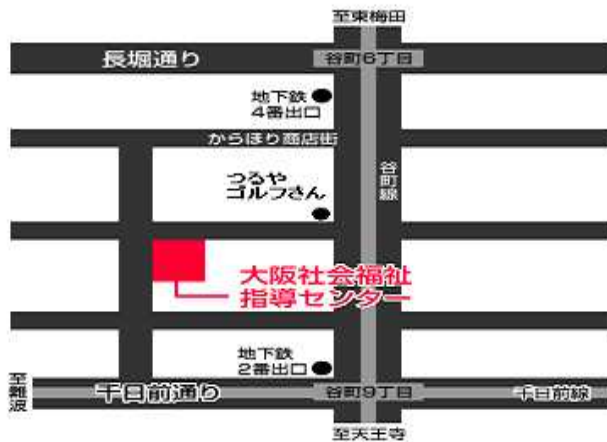 至東梅田
長堀通り
谷町6丁目
地下鉄
4番出口
からほり商店街
谷町線
つるや
ゴルフさん
大阪社会福祉
指導センター
地下鉄
2番出口
至難波
千日前通り
谷町9丁目
千日前線
至天王寺